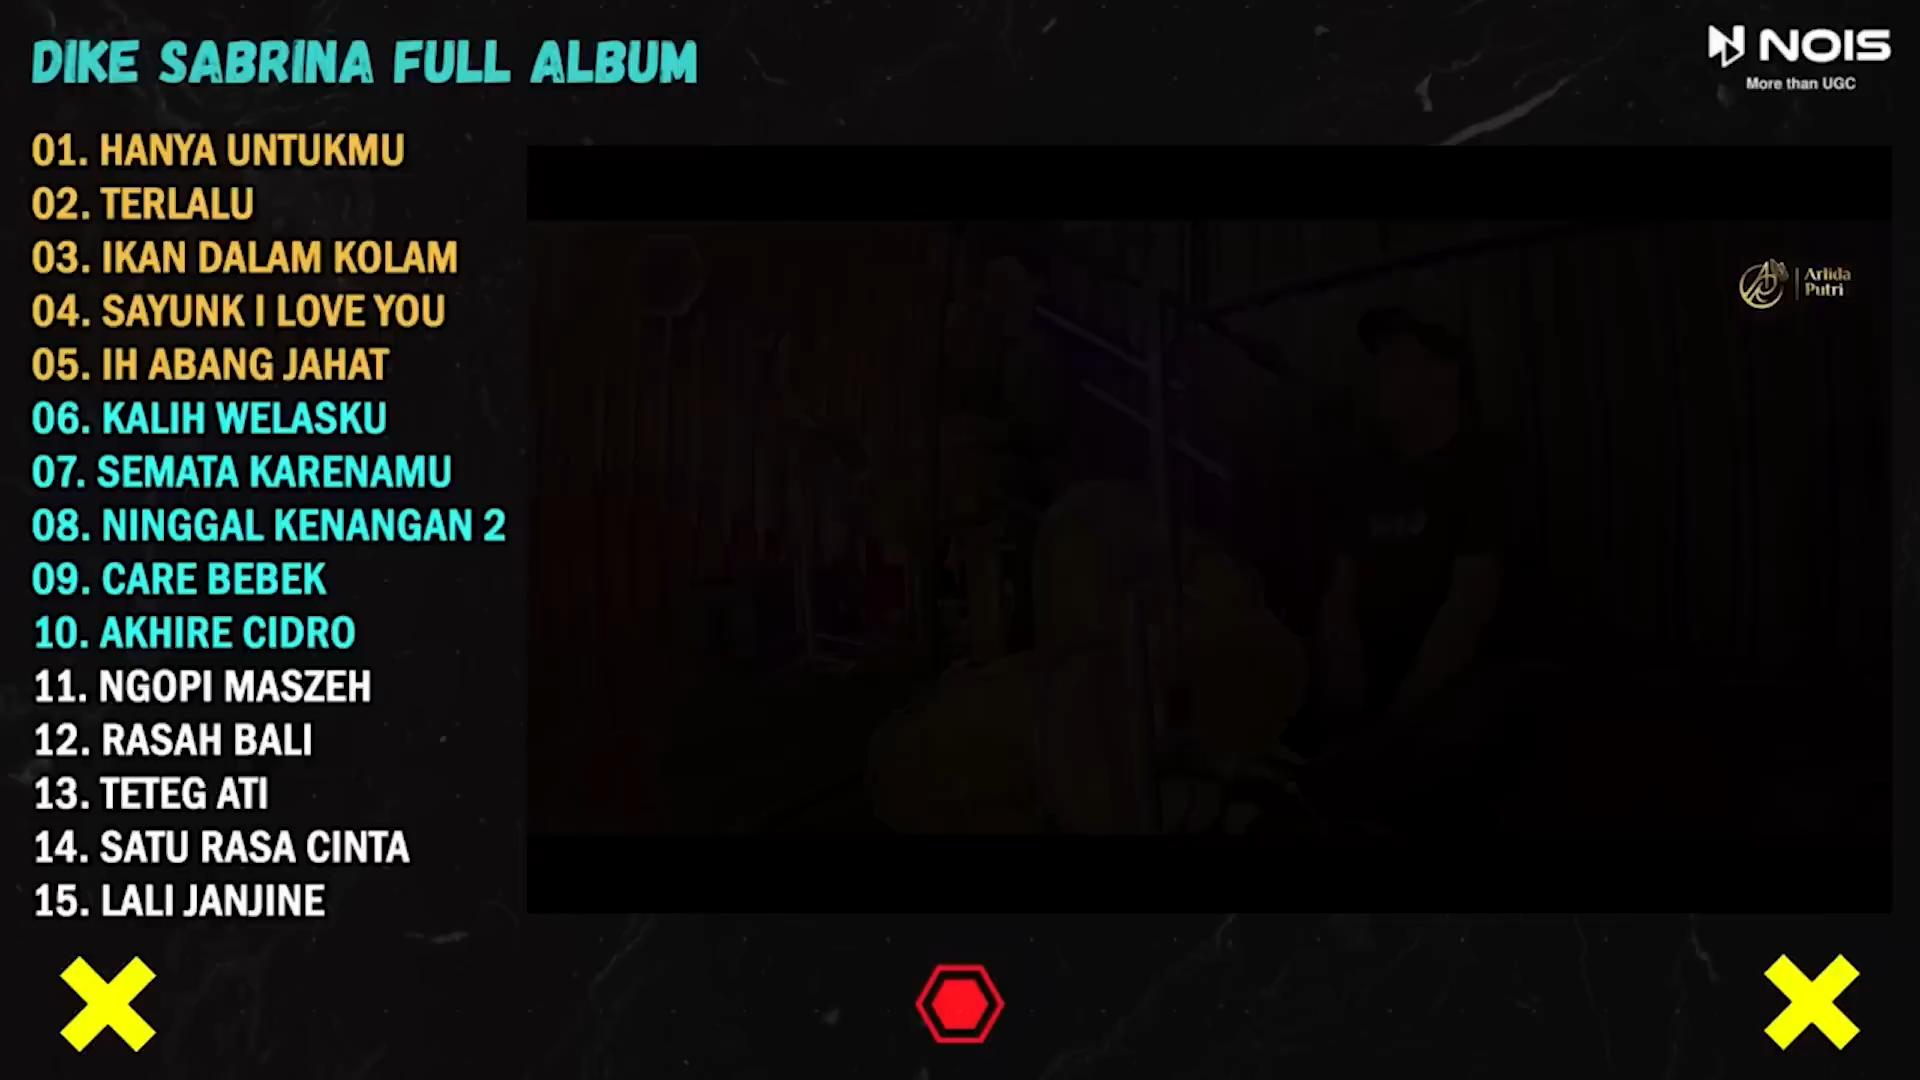 DIKE SABRINA FULL ALBUM
NOIS
More than UGC
01. HANYA UNTUKMU
02. TERLALU
03. IKAN DALAM KOLAM
04. SAYUNK I LOVE YOU
05. IH ABANG JAHAT
06. KALIH WELASKU
07. SEMATA KARENAMU
08. NINGGAL KENANGAN 2
09. CARE BEBEK
10. AKHIRE CIDRO
11. NGOPI MASZEH
12. RASAH BALI
13. TETEG ATI
14. SATU RASA CINTA
15. LALI JANJINE
Arlida
Putri